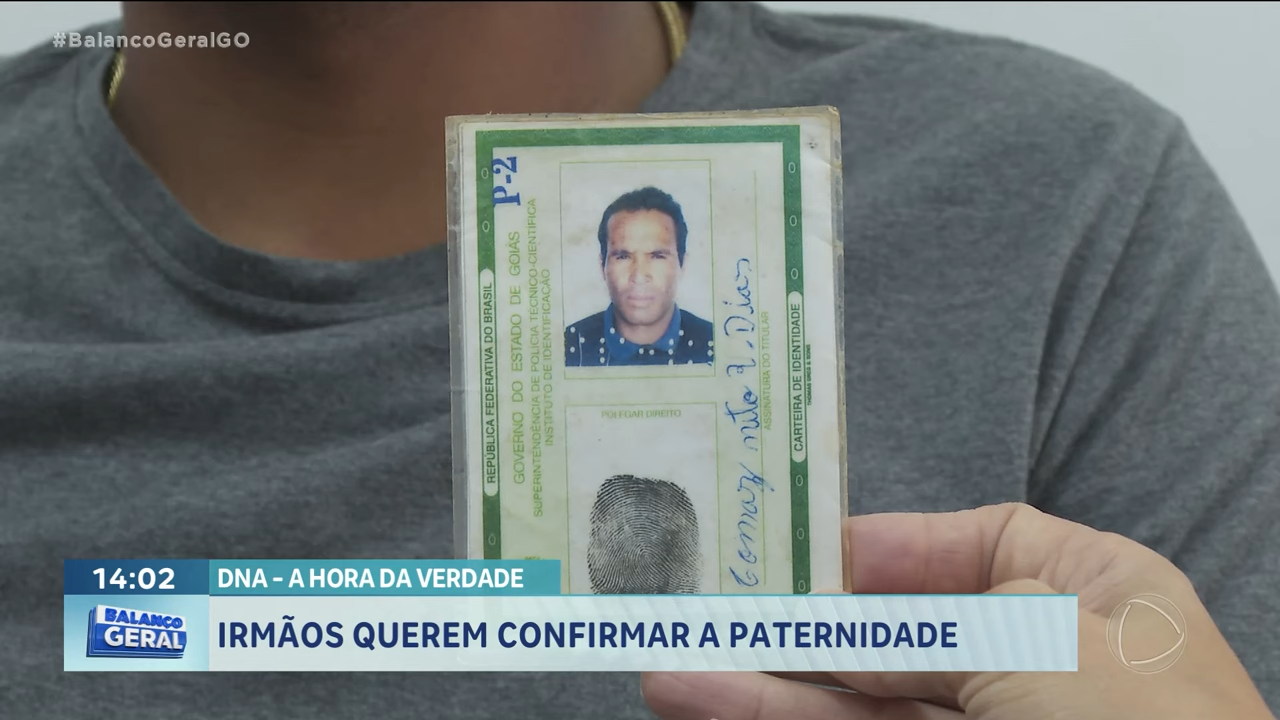 #BalancoGeralGO
P-2
REPÚBLICA FEDERATIVA DO BRASIL
GOVERNO DO ESTADO DE GOIÁS
SUPERINTENDÊNCIA DE POLÍCIA TÉCNICO-CIENTÍFICA
INSTITUTO DE IDENTIFICAÇÃO
POLEGAR DIREITO
ASSINATURA DO TITULAR
CARTEIRA DE IDENTIDADE
14:02
DNA – A HORA DA VERDADE
BALANCO
GERAL
IRMÃOS QUEREM CONFIRMAR A PATERNIDADE